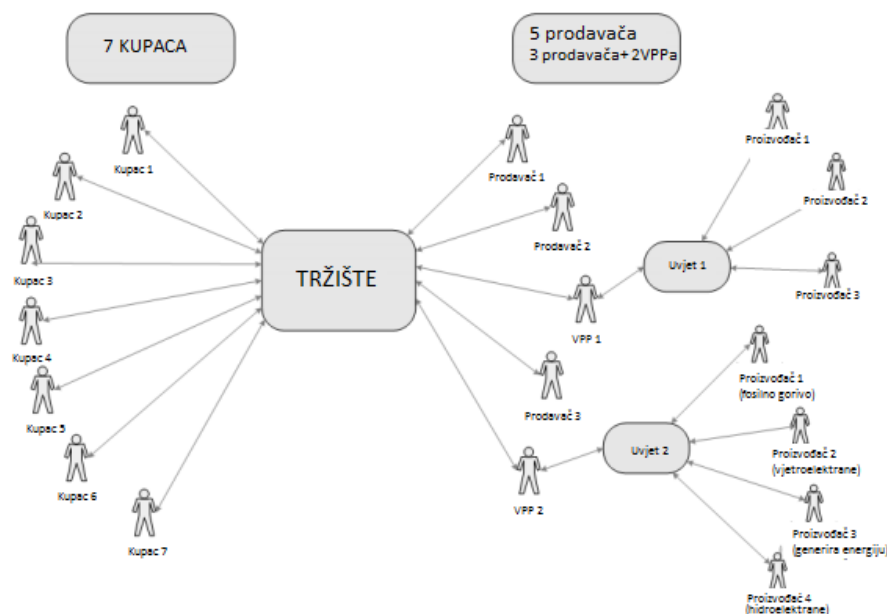 7 KUPACA
5 prodavača
3 prodavača+ 2VPPa
Kupac 1
Kupac 2
Kupac 3
Kupac 4
Kupac 5
Kupac 6
Kupac 7
TRŽIŠTE
Prodavač 1
Prodavač 2
VPP 1
Prodavač 3
VPP 2
Uvjet 1
Proizvođač 1
Proizvođač 2
Proizvođač 3
Uvjet 2
Proizvođač 1
(fosilno gorivo)
Proizvođač 2
(vjetroelektrane)
Proizvođač 3
(generira energiju)
Proizvođač 4
(hidroelektrane)